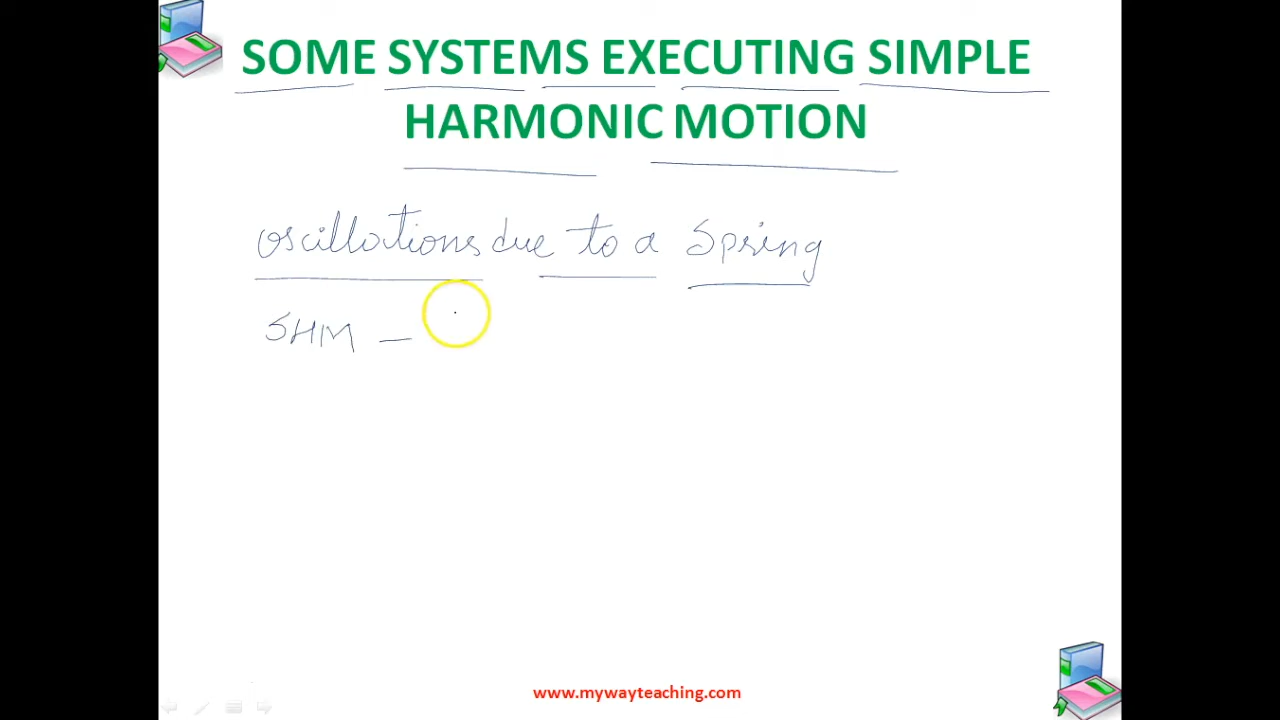 SOME SYSTEMS EXECUTING SIMPLE
HARMONIC MOTION
oscillations due to a Spring
SHM –
www.mywayteaching.com